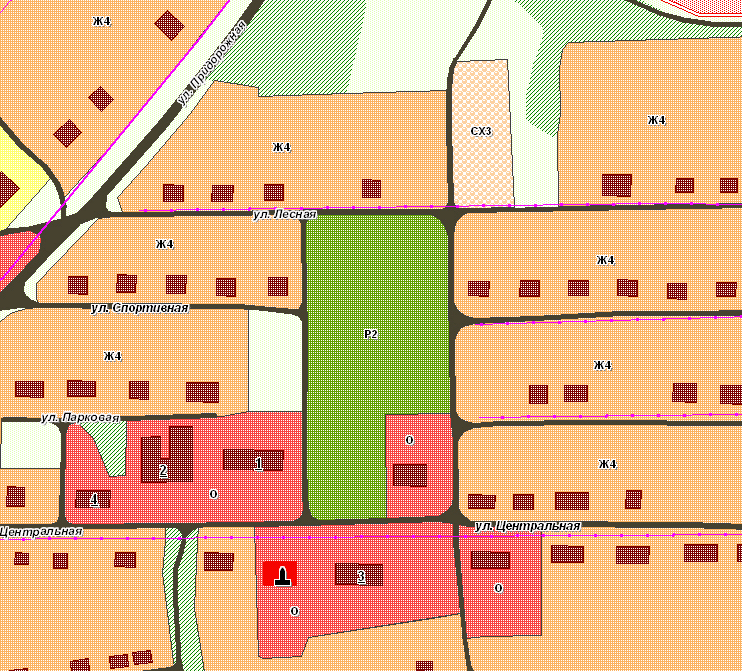 Ж4
ул. Придорожная
Ж4
СХ3
Ж4
ул. Лесная
Ж4
Ж4
ул. Спортивная
Р2
Ж4
Ж4
ул. Парковая
О
1
2
Ж4
4
О
Центральная
ул. Центральная
3
О
О